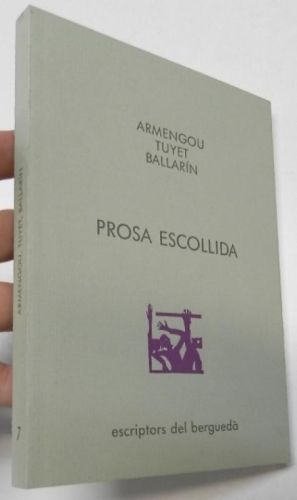 ARMENGOU
TUYET
BALLARÍN
PROSA ESCOLLIDA
escriptors del berguedà
ARMENGOU, TUYET, BALLARÍN
7